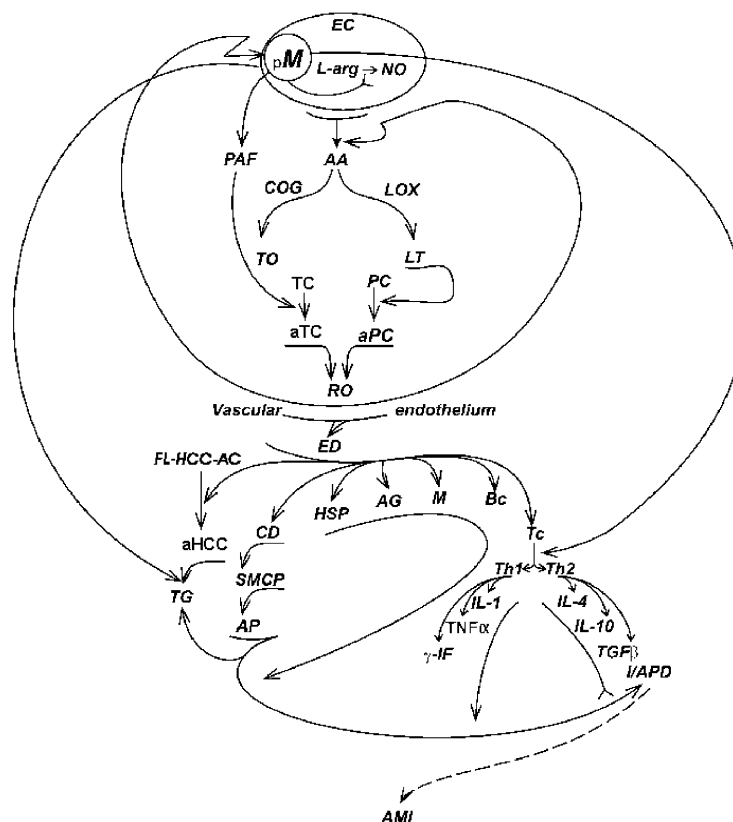 EC
pM
L-arg → NO
PAF
AA
COG
LOX
TO
LT
TC
PC
aTC
aPC
RO
Vascular endothelium
ED
FL-HCC-AC
HSP
AG
M
Bc
CD
Tc
aHCC
SMCP
Th1
Th2
TG
IL-1
IL-4
AP
TNFα
IL-10
γ-IF
TGFβ
I/APD
AMI